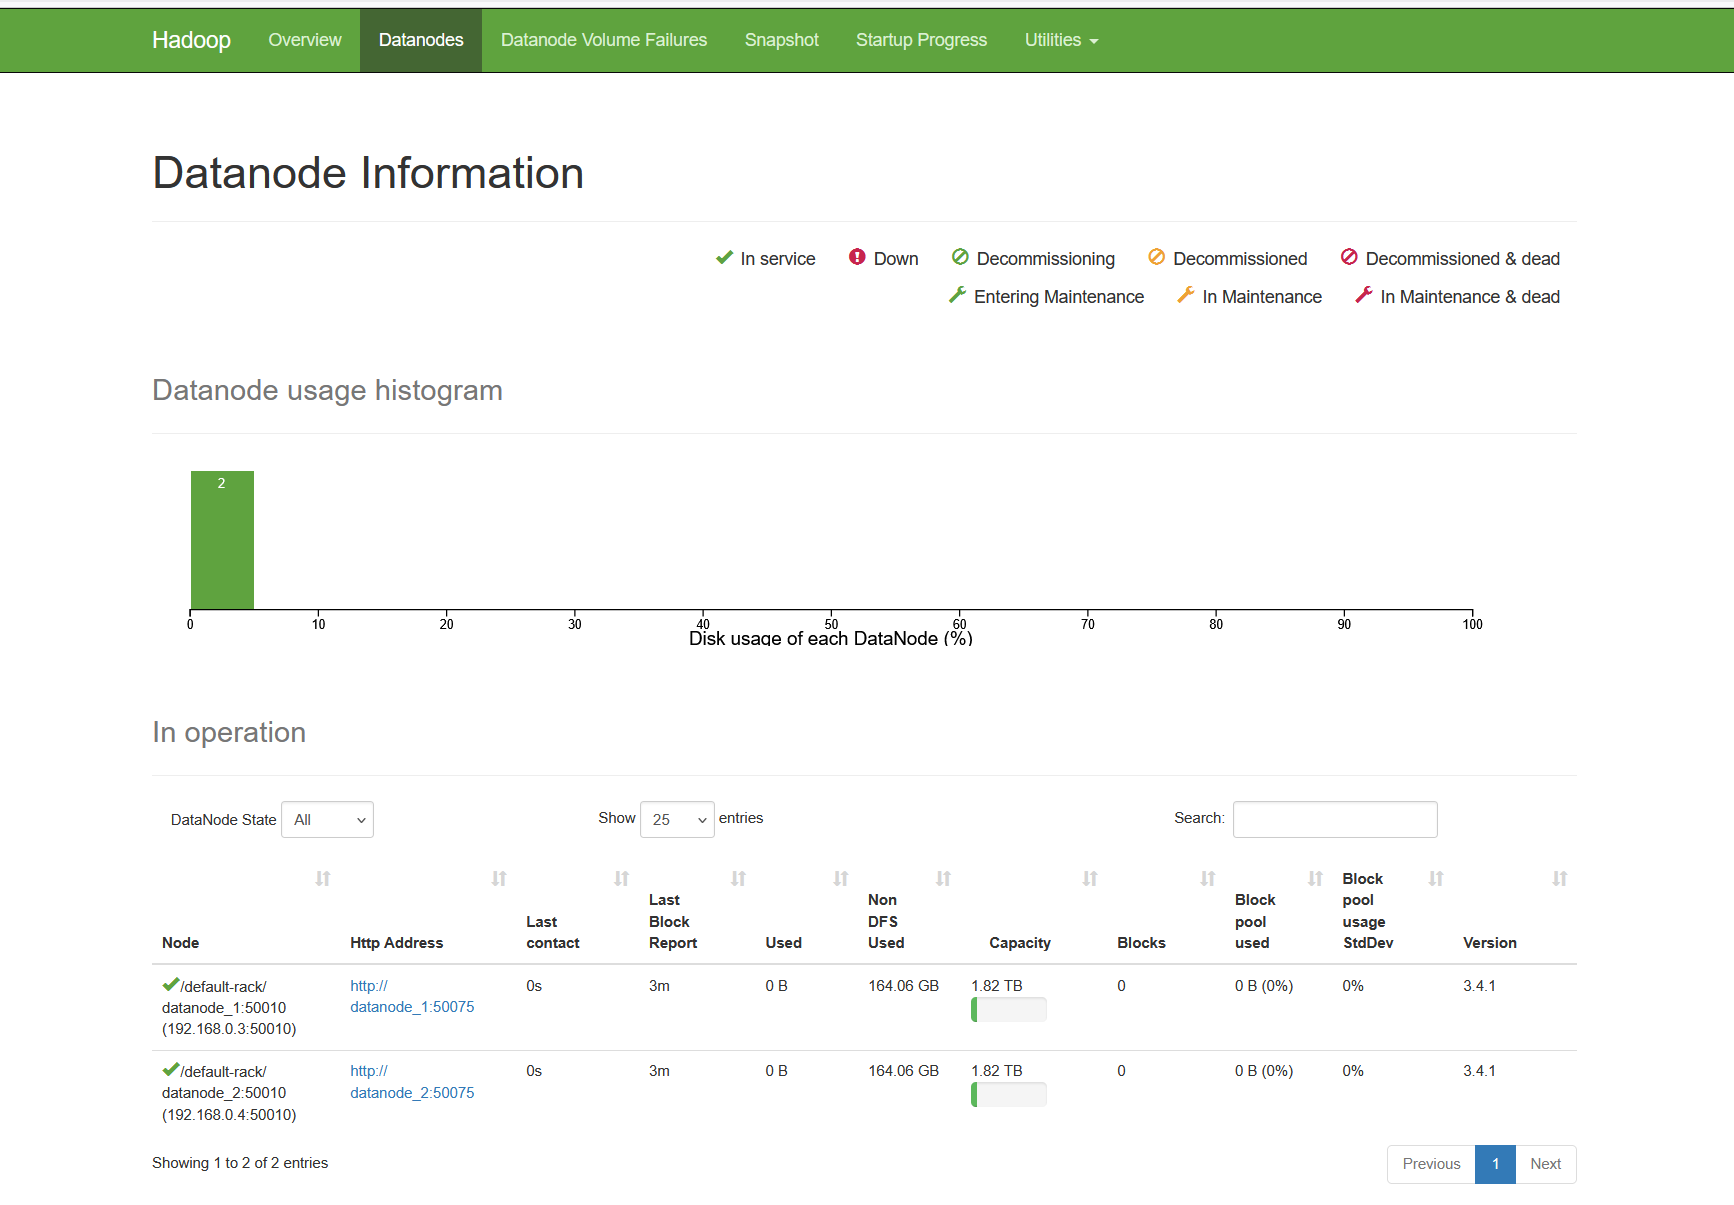 Hadoop Overview Datanodes Datanode Volume Failures Snapshot Startup Progress Utilities
Datanode Information
In service Down Decommissioning Decommissioned Decommissioned & dead
Entering Maintenance In Maintenance In Maintenance & dead
Datanode usage histogram
2
0 10 20 30 40 50 60 70 80 90 100
Disk usage of each DataNode (%)
In operation
DataNode State All Show 25 entries Search:
Node Http Address Last contact Last Block Report Used Non DFS Used Capacity Blocks Block pool used Block pool usage StdDev Version
/default-rack/ http:// 0s 3m 0 B 164.06 GB 1.82 TB 0 0 B (0%) 0% 3.4.1
datanode_1:50010 datanode_1:50075
(192.168.0.3:50010)
/default-rack/ http:// 0s 3m 0 B 164.06 GB 1.82 TB 0 0 B (0%) 0% 3.4.1
datanode_2:50010 datanode_2:50075
(192.168.0.4:50010)
Showing 1 to 2 of 2 entries
Previous 1 Next